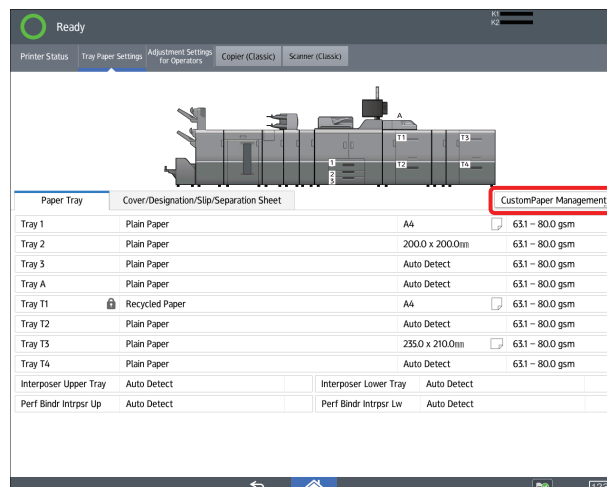 Ready
K1
K2
Printer Status Tray Paper Settings Adjustment Settings for Operators Copier (Classic) Scanner (Classic)
A
T1 T3
1 T2 T4
2
3
Paper Tray Cover/Designation/Slip/Separation Sheet CustomPaper Management
Tray 1 Plain Paper A4 63.1 – 80.0 gsm
Tray 2 Plain Paper 200.0 x 200.0mm 63.1 – 80.0 gsm
Tray 3 Plain Paper Auto Detect 63.1 – 80.0 gsm
Tray A Plain Paper Auto Detect 63.1 – 80.0 gsm
Tray T1 Recycled Paper A4 63.1 – 80.0 gsm
Tray T2 Plain Paper Auto Detect 63.1 – 80.0 gsm
Tray T3 Plain Paper 235.0 x 210.0mm 63.1 – 80.0 gsm
Tray T4 Plain Paper Auto Detect 63.1 – 80.0 gsm
Interposer Upper Tray Auto Detect Interposer Lower Tray Auto Detect
Perf Bindr Intrpsr Up Auto Detect Perf Bindr Intrpsr Lw Auto Detect